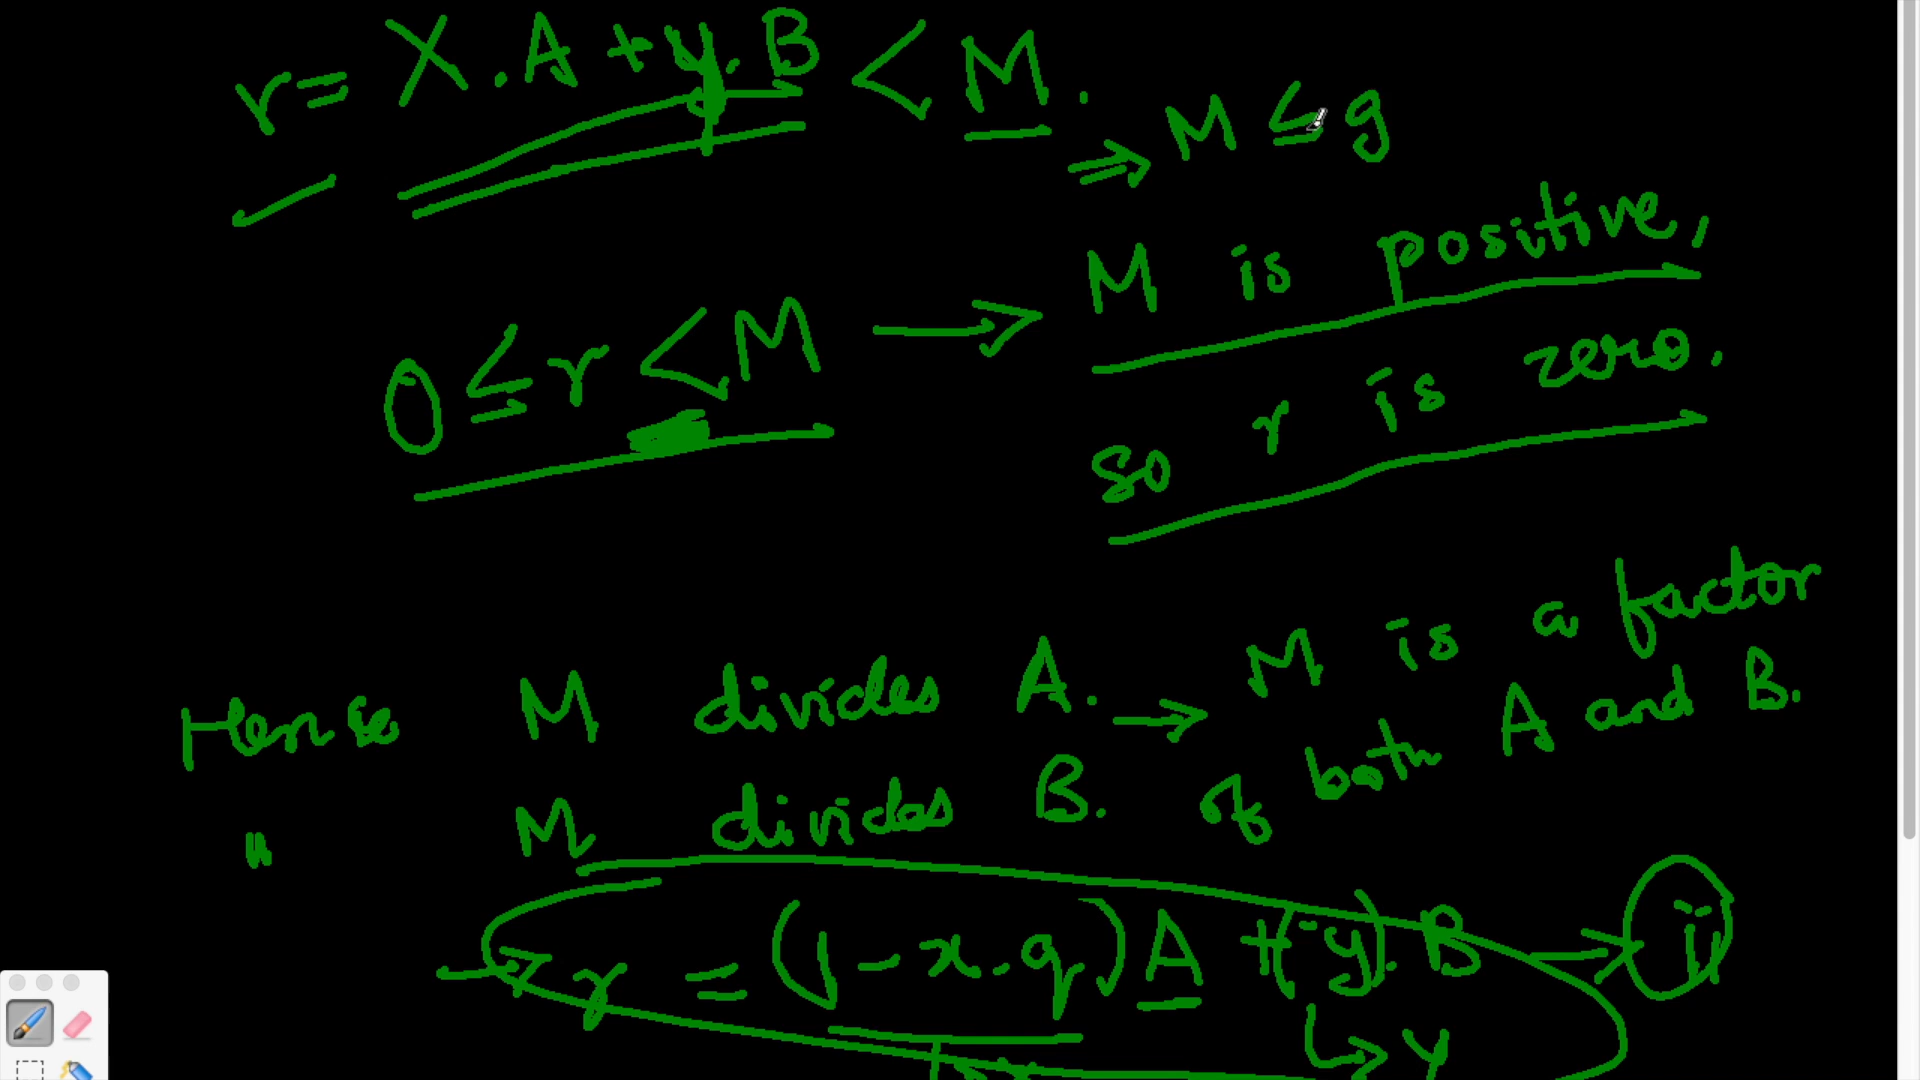 r = X.A + y.B < M.
⇒ M ≤ g
0 ≤ r < M → M is positive,
so r is zero.
Hence M divides A. → M is a factor
of both A and B.
" M divides B.
→ r = (1-x.q)A + (-y).B → ii
↳ y